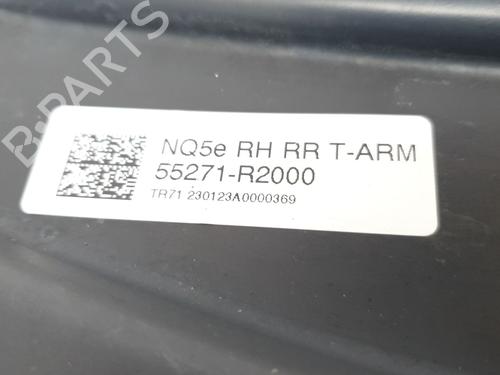 B-PARTS
NQ5e RH RR T-ARM
55271-R2000
TR71 230123A0000369